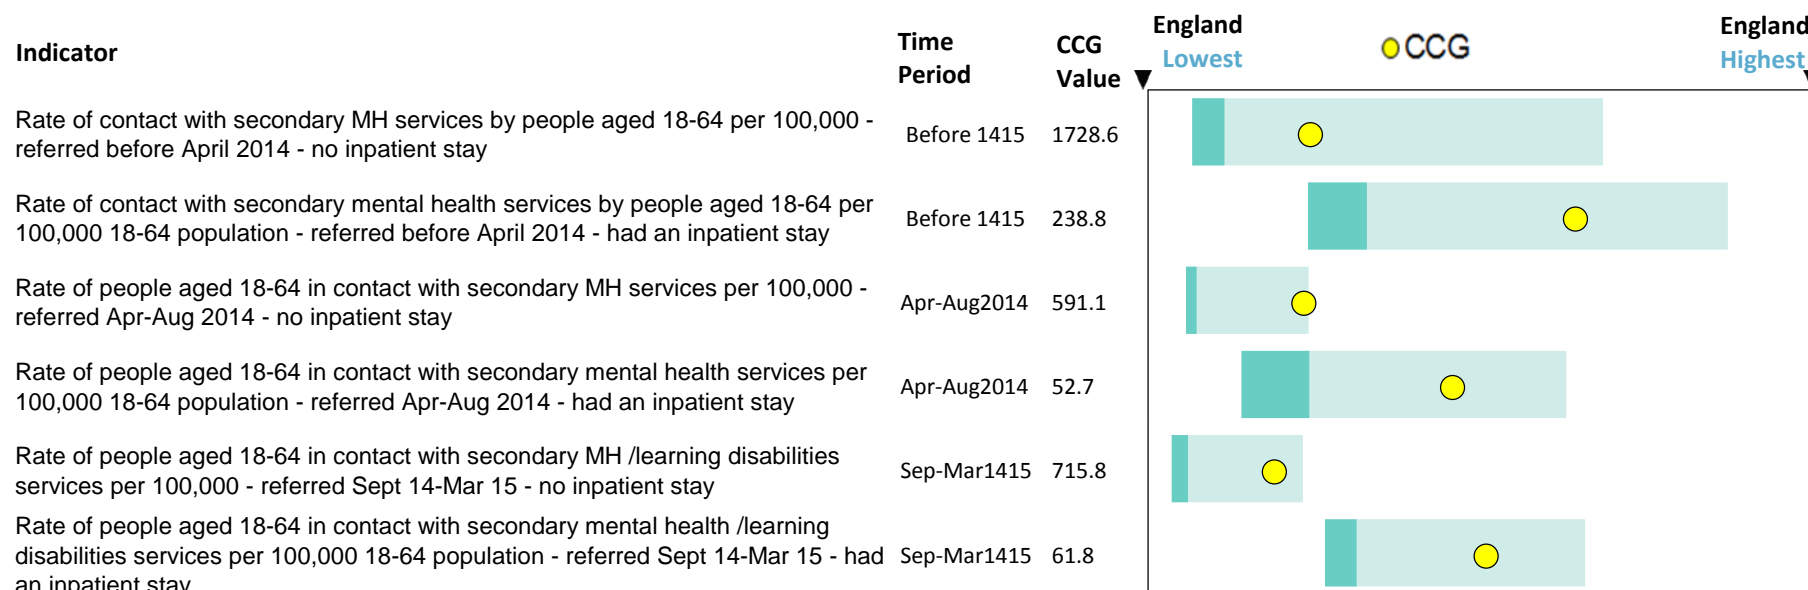 Indicator
Time Period
CCG Value
England Lowest
CCG
England Highest
Rate of contact with secondary MH services by people aged 18-64 per 100,000 -
referred before April 2014 - no inpatient stay
Before 1415
1728.6
Rate of contact with secondary mental health services by people aged 18-64 per
100,000 18-64 population - referred before April 2014 - had an inpatient stay
Before 1415
238.8
Rate of people aged 18-64 in contact with secondary MH services per 100,000 -
referred Apr-Aug 2014 - no inpatient stay
Apr-Aug2014
591.1
Rate of people aged 18-64 in contact with secondary mental health services per
100,000 18-64 population - referred Apr-Aug 2014 - had an inpatient stay
Apr-Aug2014
52.7
Rate of people aged 18-64 in contact with secondary MH /learning disabilities
services per 100,000 - referred Sept 14-Mar 15 - no inpatient stay
Sep-Mar1415
715.8
Rate of people aged 18-64 in contact with secondary mental health /learning
disabilities services per 100,000 18-64 population - referred Sept 14-Mar 15 - had
an inpatient stay
Sep-Mar1415
61.8